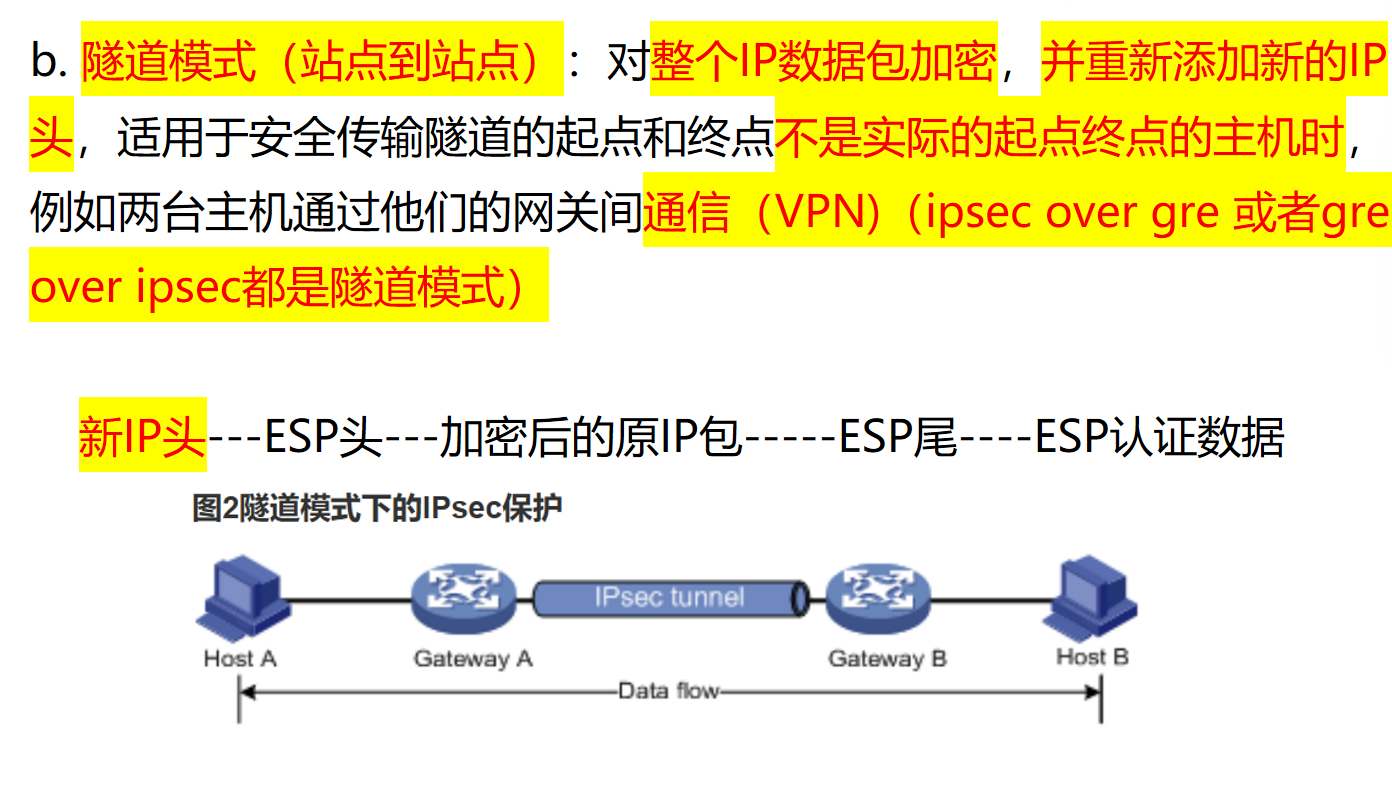 b. 隧道模式（站点到站点）：对整个IP数据包加密，并重新添加新的IP
头，适用于安全传输隧道的起点和终点不是实际的起点终点的主机时，
例如两台主机通过他们的网关间通信（VPN)（ipsec over gre 或者gre
over ipsec都是隧道模式）
新IP头---ESP头---加密后的原IP包-----ESP尾----ESP认证数据
图2隧道模式下的IPsec保护
IPsec tunnel
Host A
Gateway A
Gateway B
Host B
Data flow